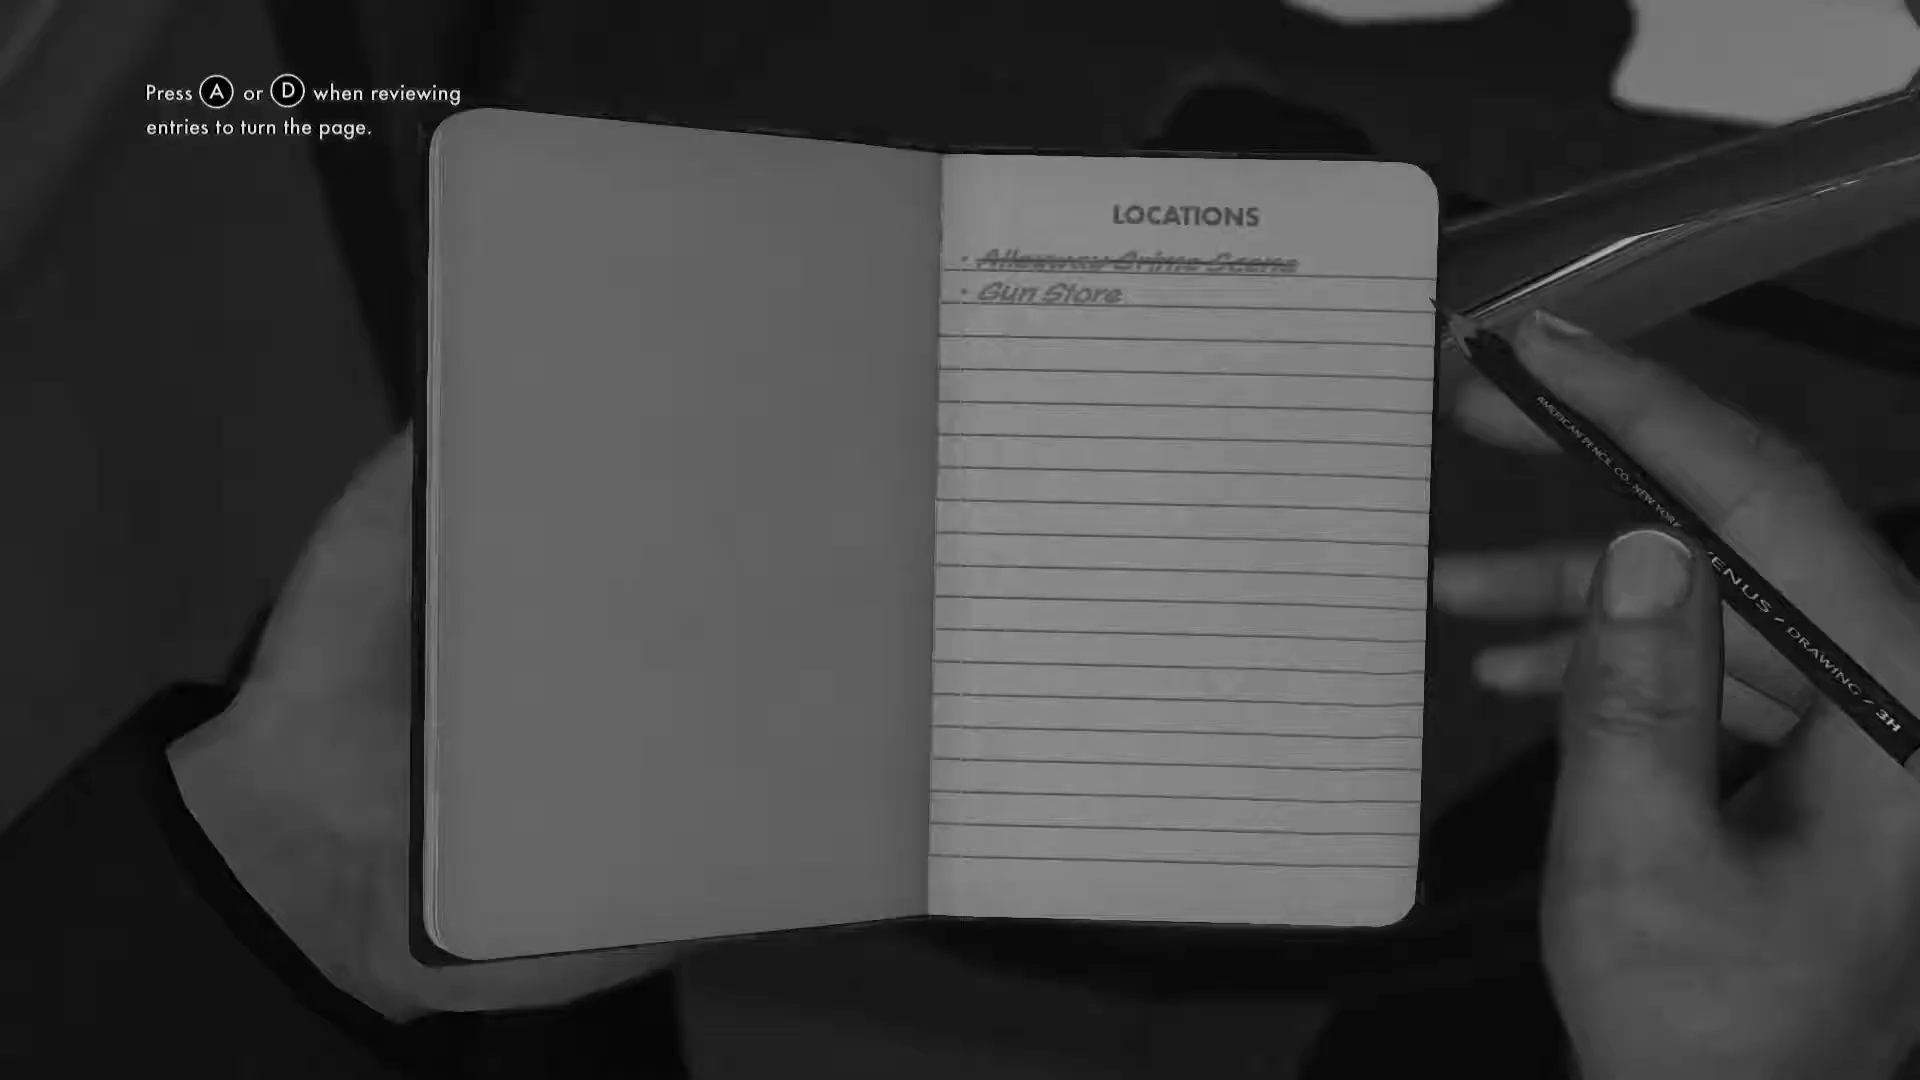 Press A or D when reviewing
entries to turn the page.
LOCATIONS
· Alleyway Crime Scene
· Gun Store
AMERICAN PENCIL CO. NEW YORK
VENUS / DRAWING / 3H